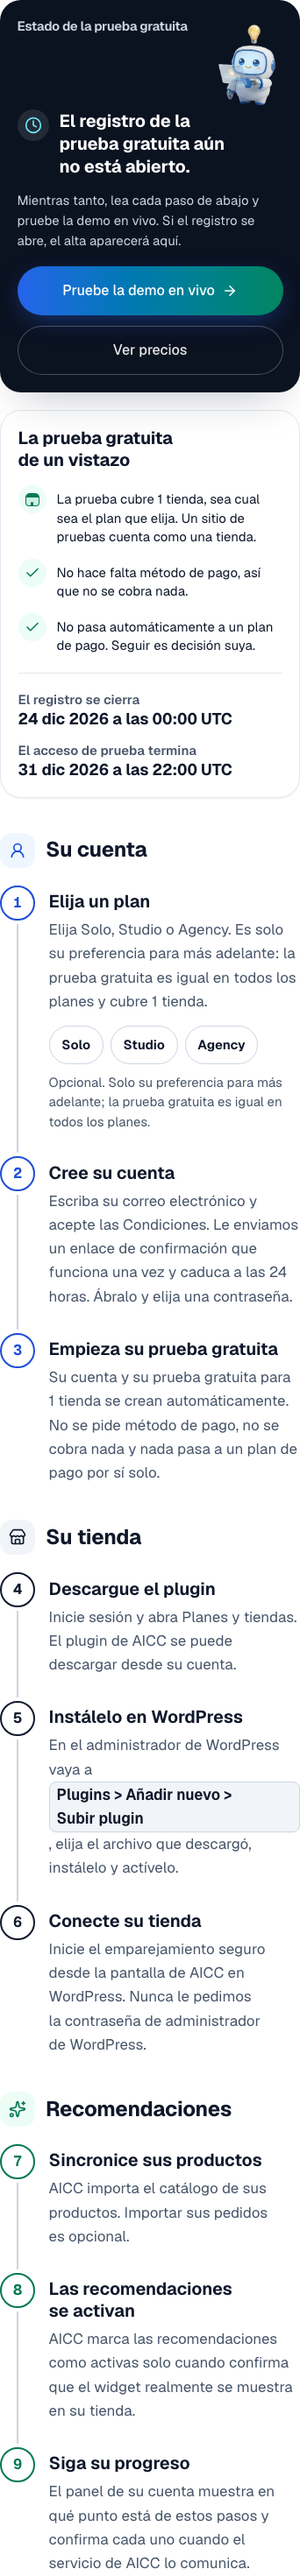 Estado de la prueba gratuita
El registro de la
prueba gratuita aún
no está abierto.
Mientras tanto, lea cada paso de abajo y
pruebe la demo en vivo. Si el registro se
abre, el alta aparecerá aquí.
Pruebe la demo en vivo →
Ver precios
La prueba gratuita
de un vistazo
La prueba cubre 1 tienda, sea cual
sea el plan que elija. Un sitio de
pruebas cuenta como una tienda.
No hace falta método de pago, así
que no se cobra nada.
No pasa automáticamente a un plan
de pago. Seguir es decisión suya.
El registro se cierra
24 dic 2026 a las 00:00 UTC
El acceso de prueba termina
31 dic 2026 a las 22:00 UTC
Su cuenta
1
Elija un plan
Elija Solo, Studio o Agency. Es solo
su preferencia para más adelante: la
prueba gratuita es igual en todos los
planes y cubre 1 tienda.
Solo Studio Agency
Opcional. Solo su preferencia para más
adelante; la prueba gratuita es igual en
todos los planes.
2
Cree su cuenta
Escriba su correo electrónico y
acepte las Condiciones. Le enviamos
un enlace de confirmación que
funciona una vez y caduca a las 24
horas. Ábralo y elija una contraseña.
3
Empieza su prueba gratuita
Su cuenta y su prueba gratuita para
1 tienda se crean automáticamente.
No se pide método de pago, no se
cobra nada y nada pasa a un plan de
pago por sí solo.
Su tienda
4
Descargue el plugin
Inicie sesión y abra Planes y tiendas.
El plugin de AICC se puede
descargar desde su cuenta.
5
Instálelo en WordPress
En el administrador de WordPress
vaya a
Plugins > Añadir nuevo >
Subir plugin
, elija el archivo que descargó,
instálelo y actívelo.
6
Conecte su tienda
Inicie el emparejamiento seguro
desde la pantalla de AICC en
WordPress. Nunca le pedimos
la contraseña de administrador
de WordPress.
Recomendaciones
7
Sincronice sus productos
AICC importa el catálogo de sus
productos. Importar sus pedidos
es opcional.
8
Las recomendaciones
se activan
AICC marca las recomendaciones
como activas solo cuando confirma
que el widget realmente se muestra
en su tienda.
9
Siga su progreso
El panel de su cuenta muestra en
qué punto está de estos pasos y
confirma cada uno cuando el
servicio de AICC lo comunica.